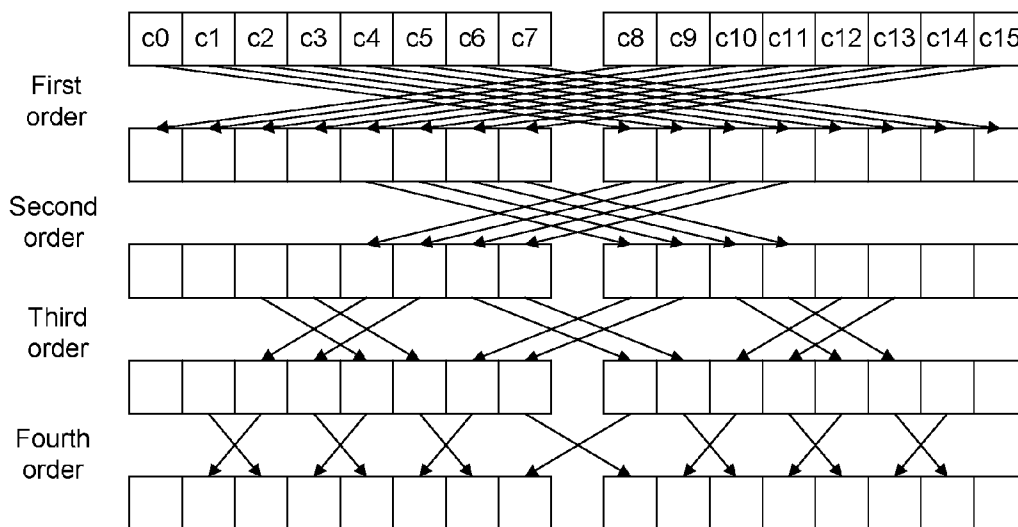 c0 c1 c2 c3 c4 c5 c6 c7 c8 c9 c10 c11 c12 c13 c14 c15
First
order
Second
order
Third
order
Fourth
order